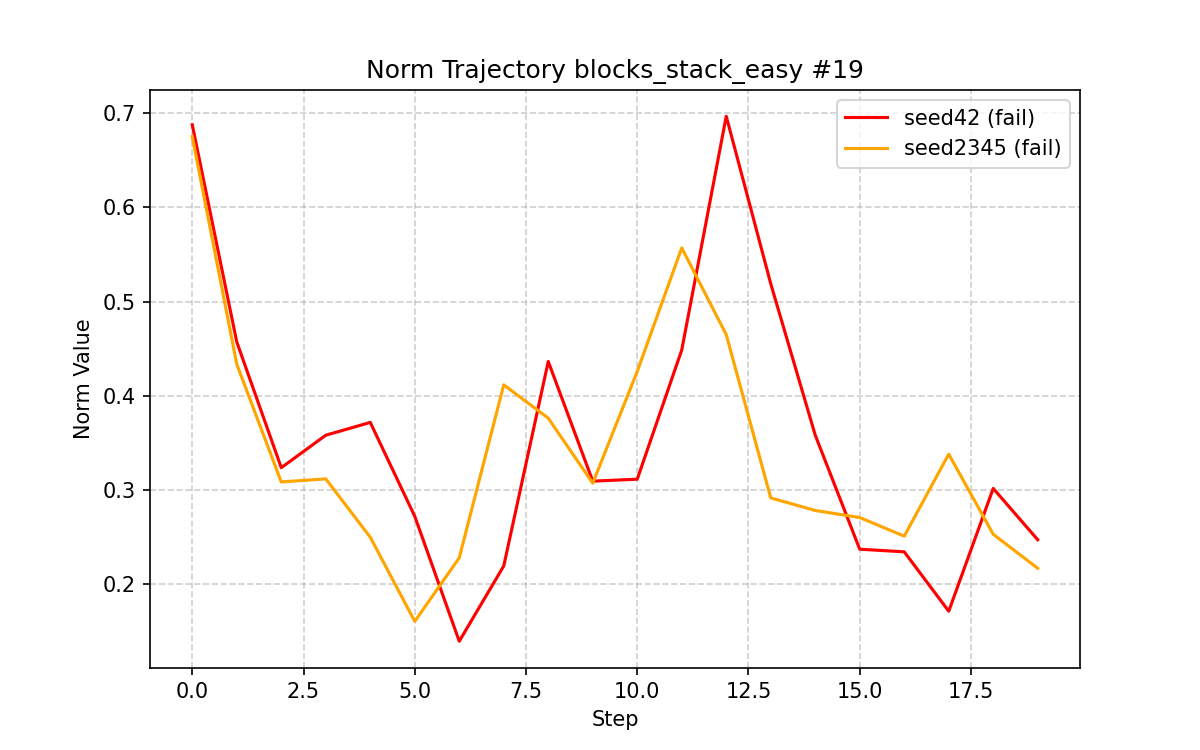 Norm Trajectory blocks_stack_easy #19
seed42 (fail)
seed2345 (fail)
Norm Value
0.7
0.6
0.5
0.4
0.3
0.2
0.0 2.5 5.0 7.5 10.0 12.5 15.0 17.5
Step